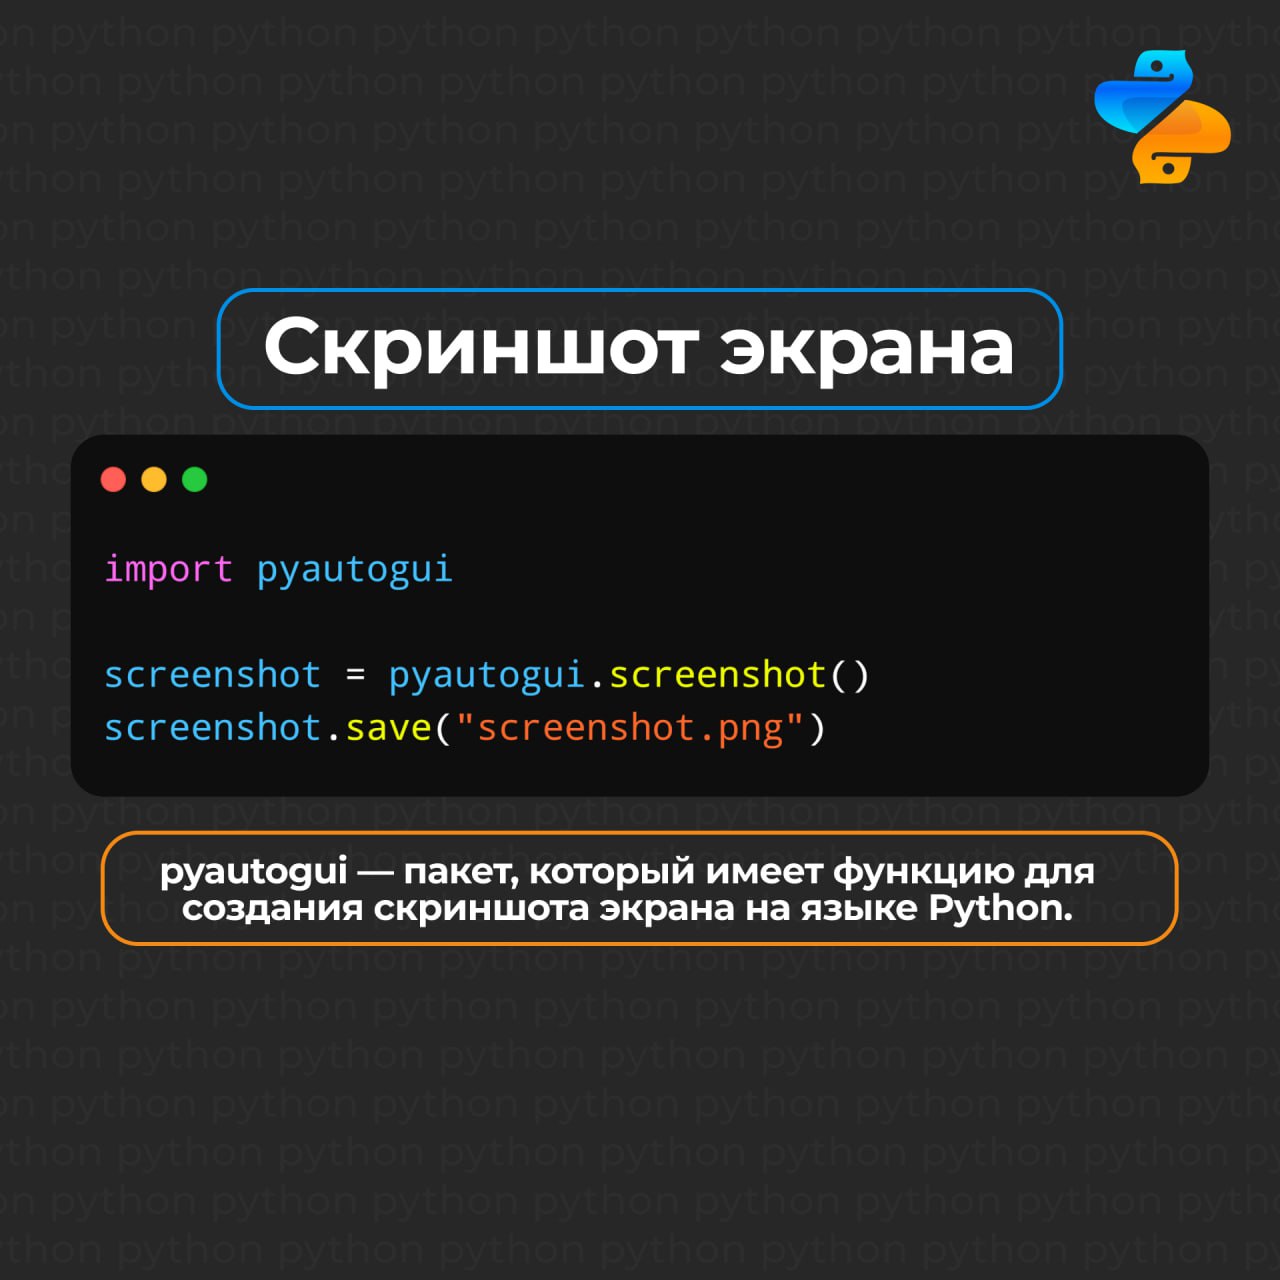 Скриншот экрана
import pyautogui
screenshot = pyautogui.screenshot()
screenshot.save("screenshot.png")
pyautogui — пакет, который имеет функцию для
создания скриншота экрана на языке Python.